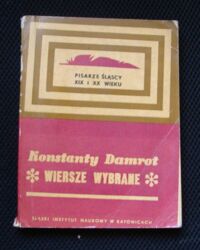 PISARZE ŚLĄSCY
XIX i XX WIEKU
Konstanty Damrot
* WIERSZE WYBRANE *
ŚLĄSKI INSTYTUT NAUKOWY W KATOWICACH